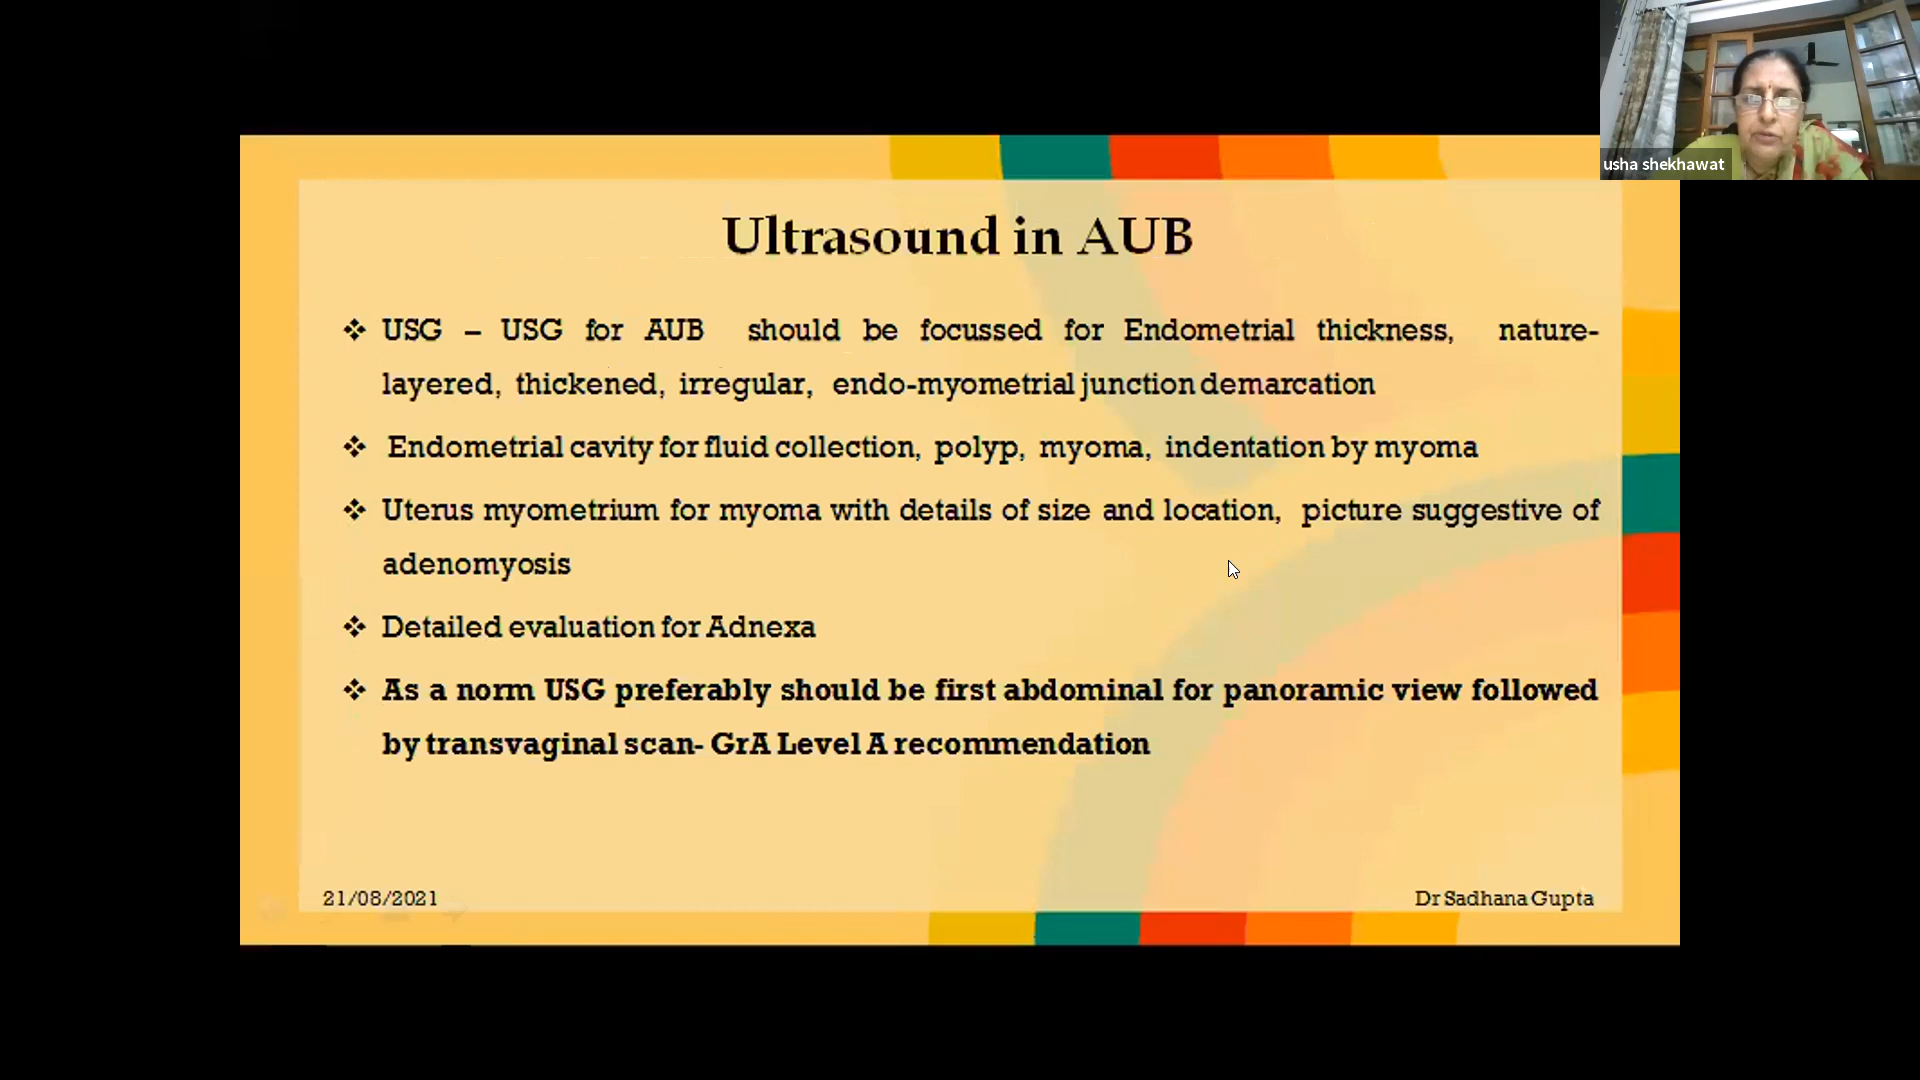 usha shekhawat
Ultrasound in AUB
❖ USG – USG for AUB should be focussed for Endometrial thickness, nature-
layered, thickened, irregular, endo-myometrial junction demarcation
❖ Endometrial cavity for fluid collection, polyp, myoma, indentation by myoma
❖ Uterus myometrium for myoma with details of size and location, picture suggestive of
adenomyosis
❖ Detailed evaluation for Adnexa
❖ As a norm USG preferably should be first abdominal for panoramic view followed
by transvaginal scan- GrA Level A recommendation
21/08/2021
Dr Sadhana Gupta